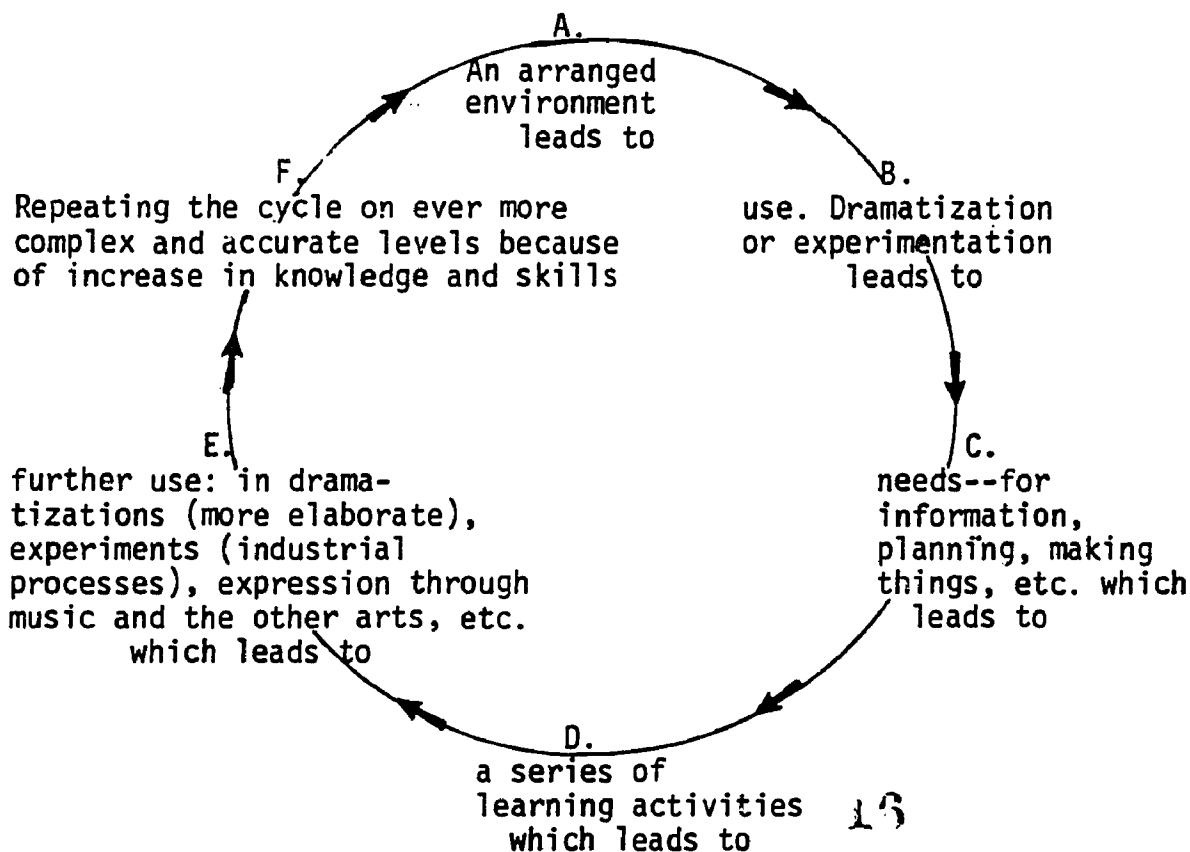 A.
An arranged
environment
leads to
B.
use. Dramatization
or experimentation
leads to
C.
needs--for
information,
planning, making
things, etc. which
leads to
D.
a series of
learning activities
which leads to
E.
further use: in drama-
tizations (more elaborate),
experiments (industrial
processes), expression through
music and the other arts, etc.
which leads to
F.
Repeating the cycle on ever more
complex and accurate levels because
of increase in knowledge and skills